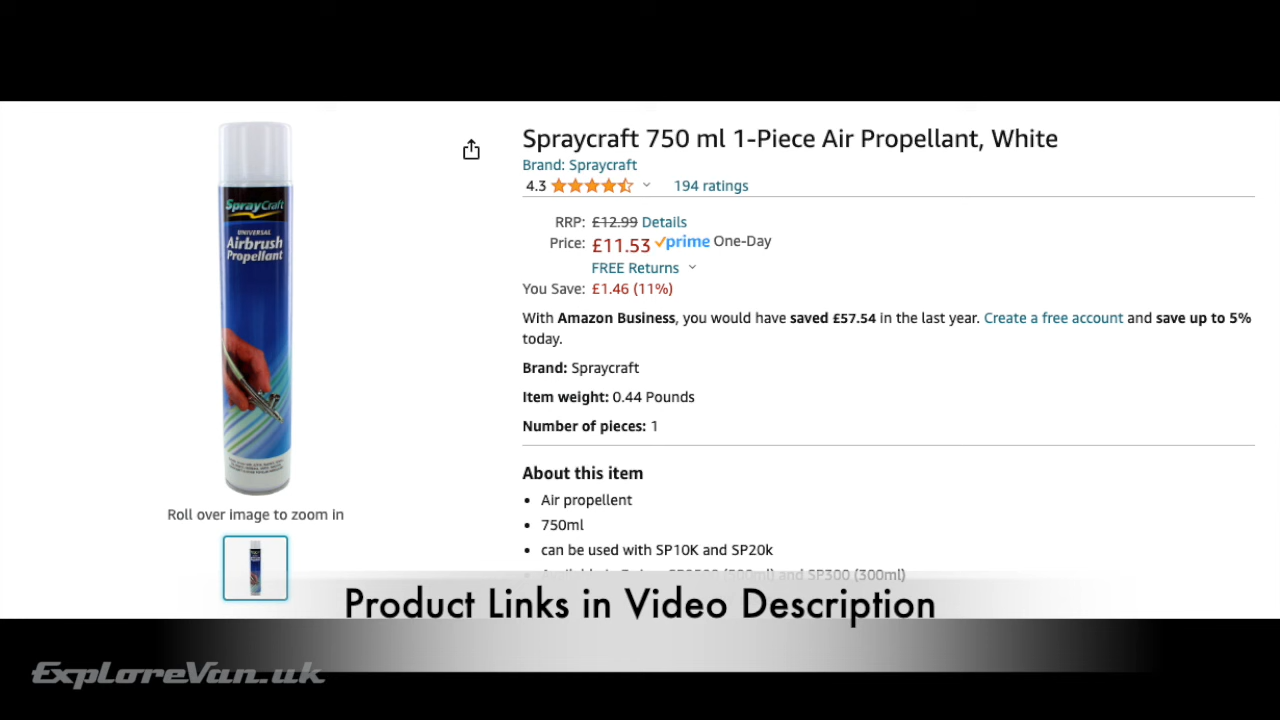 Spraycraft 750 ml 1-Piece Air Propellant, White
Brand: Spraycraft
4.3 194 ratings
RRP: £12.99 Details
Price: £11.53 prime One-Day
FREE Returns
You Save: £1.46 (11%)
With Amazon Business, you would have saved £57.54 in the last year. Create a free account and save up to 5%
today.
Brand: Spraycraft
Item weight: 0.44 Pounds
Number of pieces: 1
About this item
Air propellent
750ml
can be used with SP10K and SP20k
(500ml) and SP300 (300ml)
SprayCraft
UNIVERSAL
Airbrush
Propellant
Roll over image to zoom in
Product Links in Video Description
ExploreVan.uk